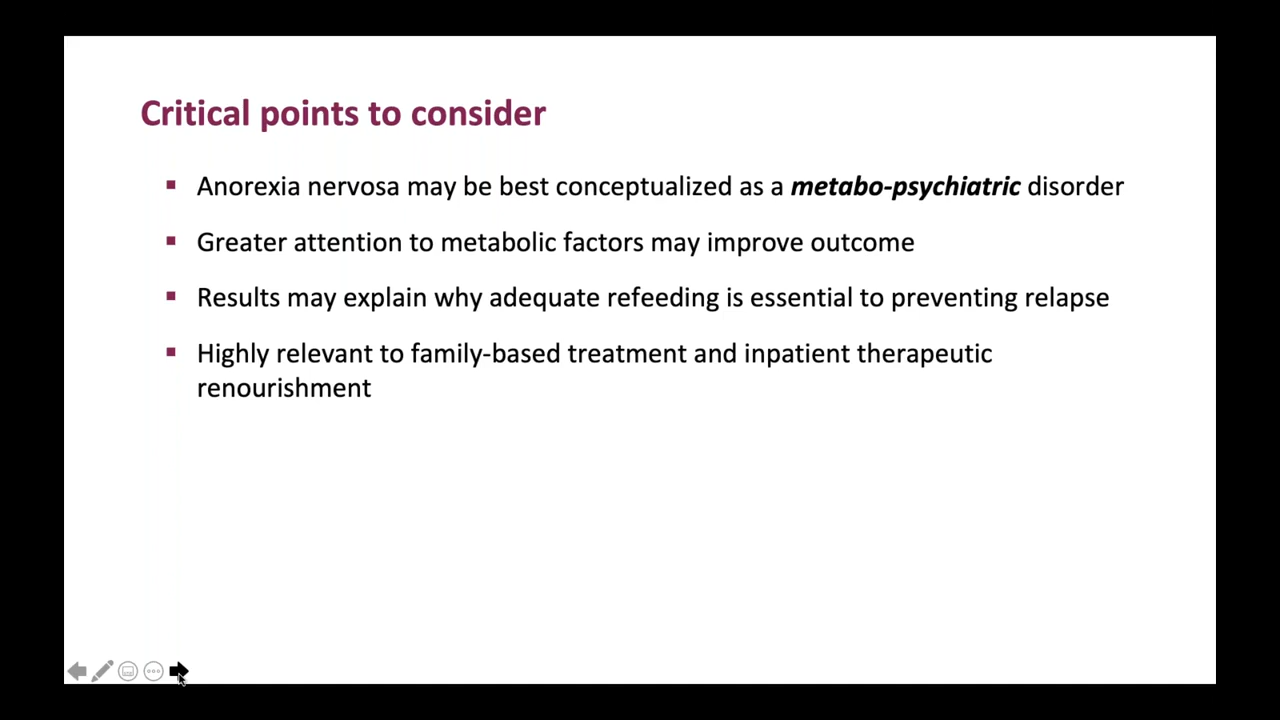 Critical points to consider
Anorexia nervosa may be best conceptualized as a metabo-psychiatric disorder
Greater attention to metabolic factors may improve outcome
Results may explain why adequate refeeding is essential to preventing relapse
Highly relevant to family-based treatment and inpatient therapeutic
renourishment